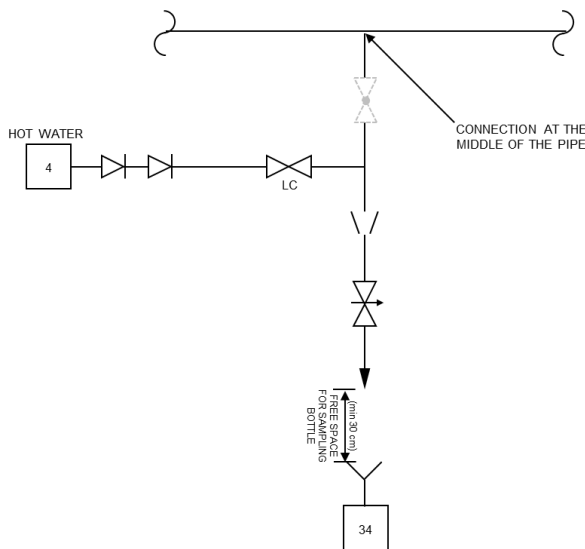 CONNECTION AT THE
MIDDLE OF THE PIPE
HOT WATER
4
LC
(min 30 cm)
FREE SPACE
FOR SAMPLING
BOTTLE
34